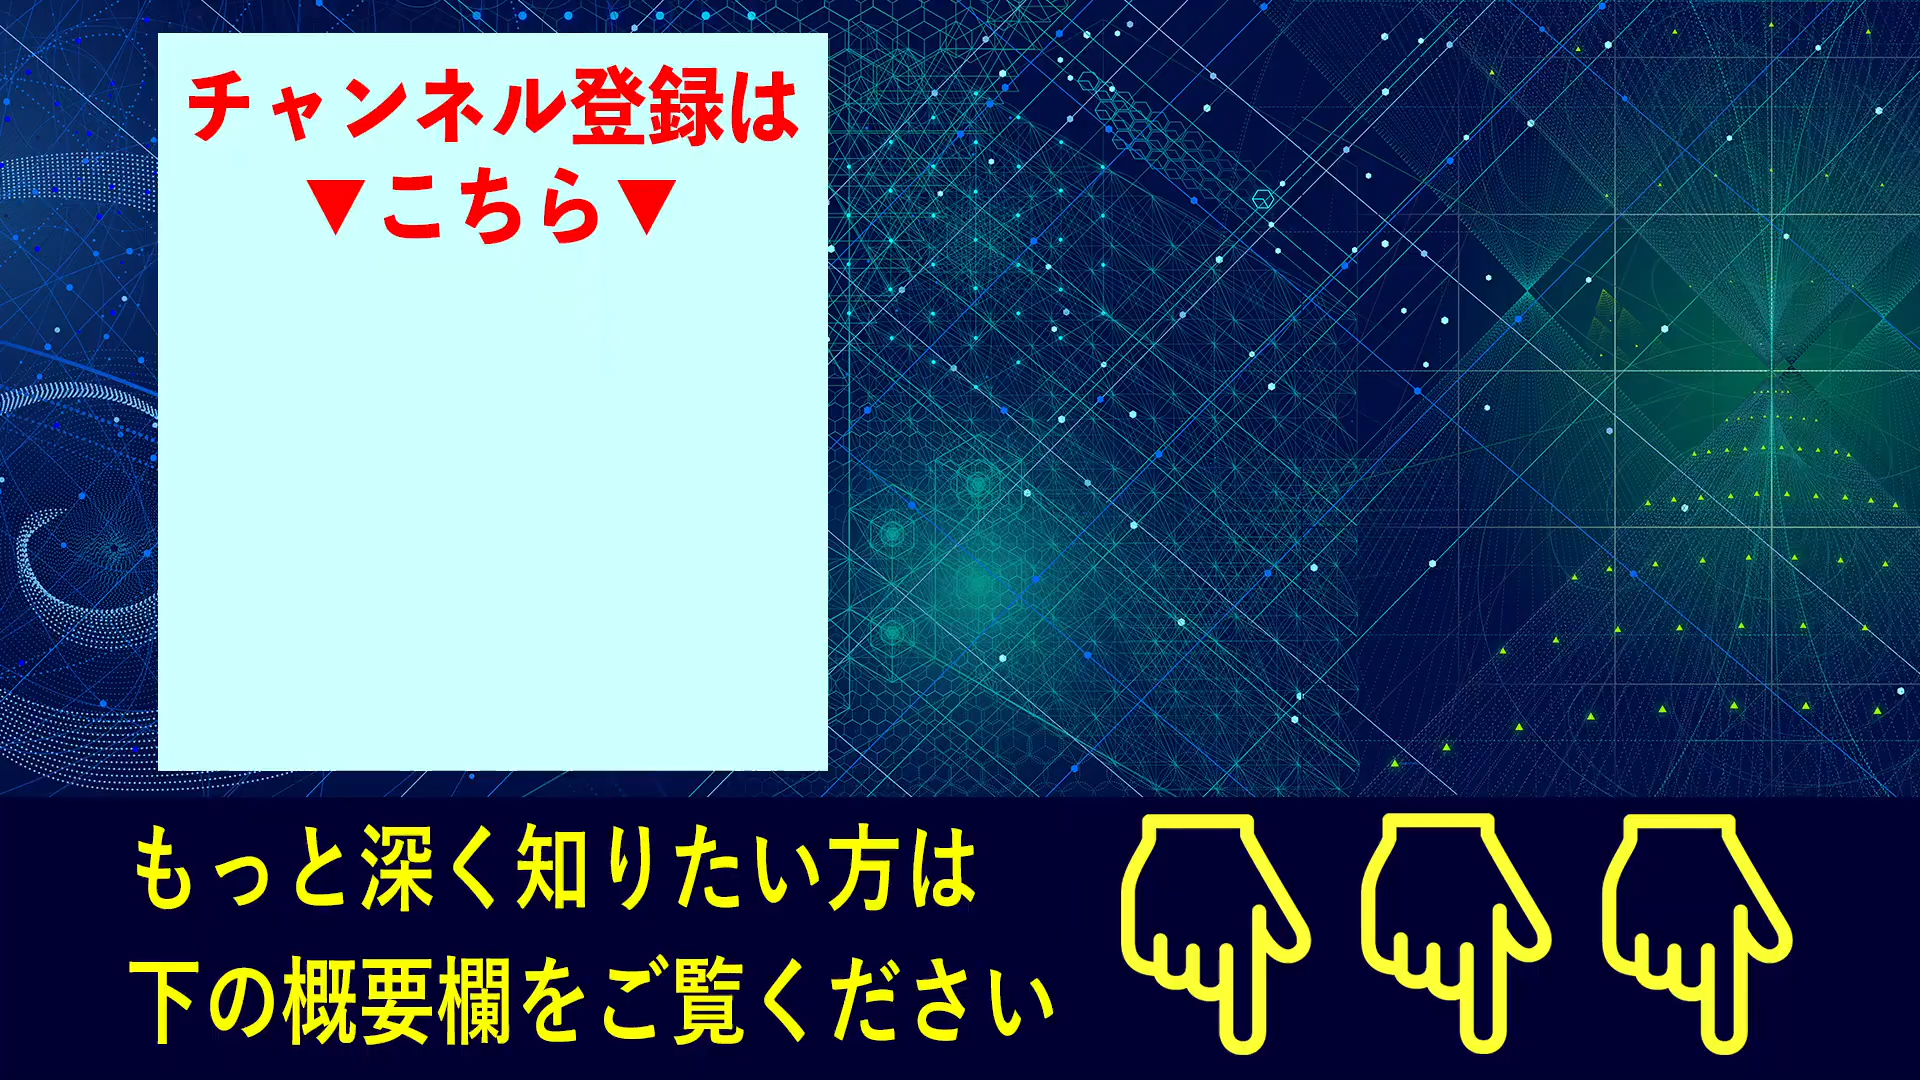 チャンネル登録は
▼こちら▼
もっと深く知りたい方は
下の概要欄をご覧ください